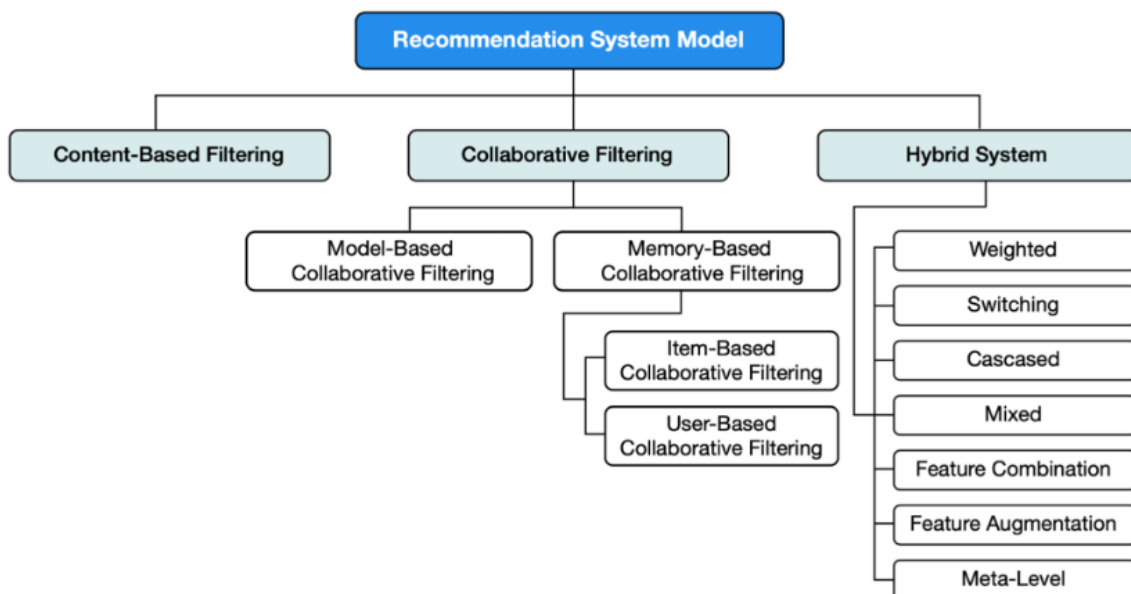 Recommendation System Model
Content-Based Filtering
Collaborative Filtering
Hybrid System
Model-Based
Collaborative Filtering
Memory-Based
Collaborative Filtering
Item-Based
Collaborative Filtering
User-Based
Collaborative Filtering
Weighted
Switching
Cascased
Mixed
Feature Combination
Feature Augmentation
Meta-Level